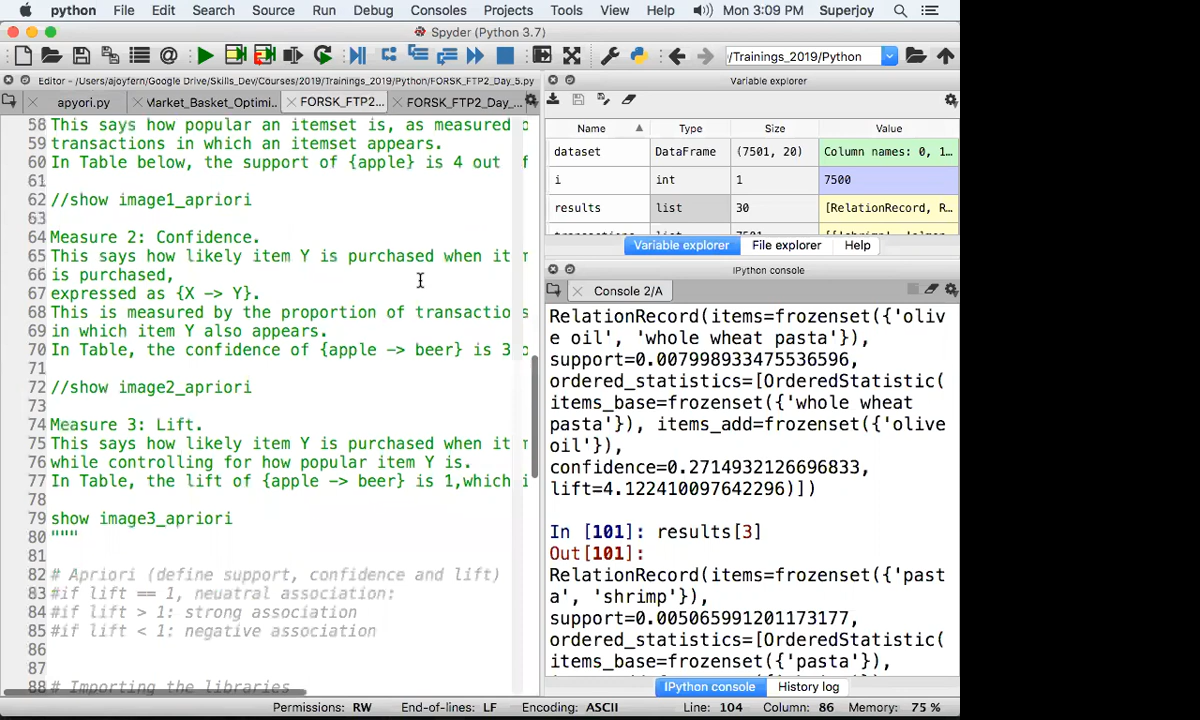 python File Edit Search Source Run Debug Consoles Projects Tools View Help Mon 3:09 PM Superjoy
Spyder (Python 3.7)
/Trainings_2019/Python
Editor - /Users/ajoyfern/Google Drive/Skills_Dev/Courses/2019/Trainings_2019/Python/FORSK_FTP2_Day_5.py
apyori.py Market_Basket_Optimi.. FORSK_FTP2... FORSK_FTP2_Day_...
58 This says how popular an itemset is, as measured
59 transactions in which an itemset appears.
60 In Table below, the support of {apple} is 4 out
61
62 //show image1_apriori
63
64 Measure 2: Confidence.
65 This says how likely item Y is purchased when it
66 is purchased,
67 expressed as {X -> Y}.
68 This is measured by the proportion of transactio
69 in which item Y also appears.
70 In Table, the confidence of {apple -> beer} is 3
71
72 //show image2_apriori
73
74 Measure 3: Lift.
75 This says how likely item Y is purchased when it
76 while controlling for how popular item Y is.
77 In Table, the lift of {apple -> beer} is 1,which
78
79 show image3_apriori
80 """
81
82 # Apriori (define support, confidence and lift)
83 #if lift == 1, neuatral association:
84 #if lift > 1: strong association
85 #if lift < 1: negative association
86
87
88 # Importing the libraries
Variable explorer
Name Type Size Value
dataset DataFrame (7501, 20) Column names: 0, 1...
i int 1 7500
results list 30 [RelationRecord, R...
Variable explorer File explorer Help
IPython console
Console 2/A
RelationRecord(items=frozenset({'oliv
e oil', 'whole wheat pasta'}),
support=0.007998933475536596,
ordered_statistics=[OrderedStatistic(
items_base=frozenset({'whole wheat
pasta'}), items_add=frozenset({'olive
oil'}),
confidence=0.2714932126696833,
lift=4.122410097642296)])
In [101]: results[3]
Out[101]:
RelationRecord(items=frozenset({'past
a', 'shrimp'}),
support=0.005065991201173177,
ordered_statistics=[OrderedStatistic(
items_base=frozenset({'pasta'}),
IPython console History log
Permissions: RW End-of-lines: LF Encoding: ASCII Line: 104 Column: 86 Memory: 75 %